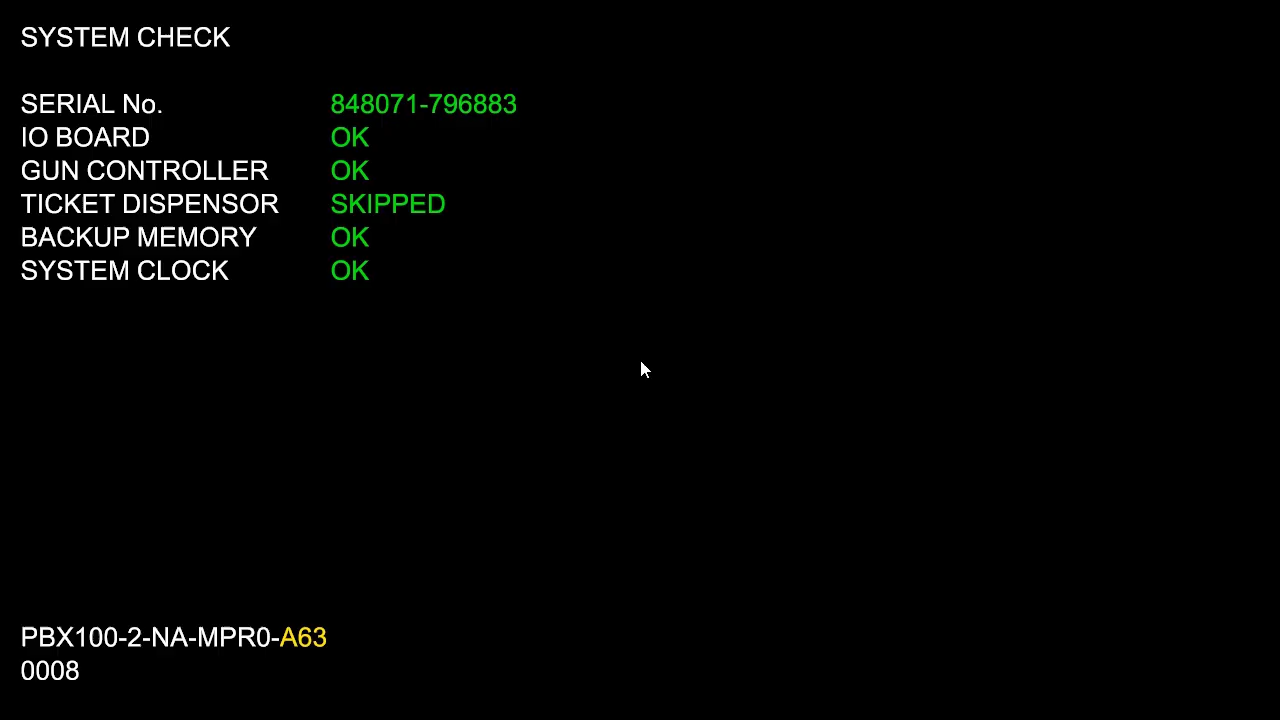 SYSTEM CHECK
SERIAL No. 848071-796883
IO BOARD OK
GUN CONTROLLER OK
TICKET DISPENSOR SKIPPED
BACKUP MEMORY OK
SYSTEM CLOCK OK
PBX100-2-NA-MPR0-A63
0008